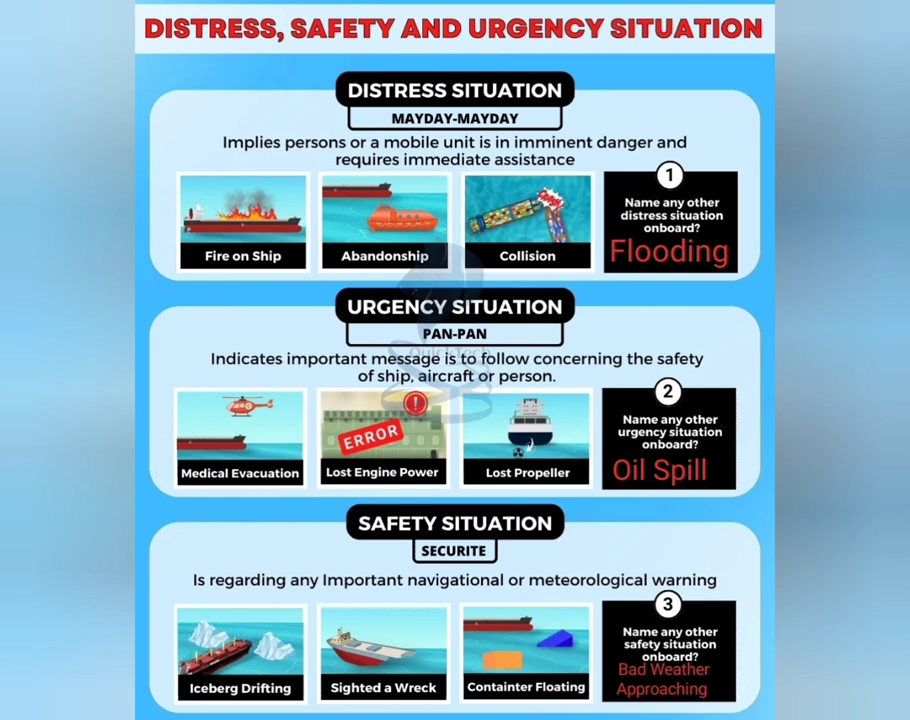 DISTRESS, SAFETY AND URGENCY SITUATION
DISTRESS SITUATION
MAYDAY-MAYDAY
Implies persons or a mobile unit is in imminent danger and
requires immediate assistance
Fire on Ship
Abandonship
Collision
1
Name any other
distress situation
onboard?
Flooding
URGENCY SITUATION
PAN-PAN
Indicates important message is to follow concerning the safety
of ship, aircraft or person.
Medical Evacuation
ERROR
Lost Engine Power
Lost Propeller
2
Name any other
urgency situation
onboard?
Oil Spill
SAFETY SITUATION
SECURITE
Is regarding any Important navigational or meteorological warning
Iceberg Drifting
Sighted a Wreck
Containter Floating
3
Name any other
safety situation
onboard?
Bad Weather
Approaching